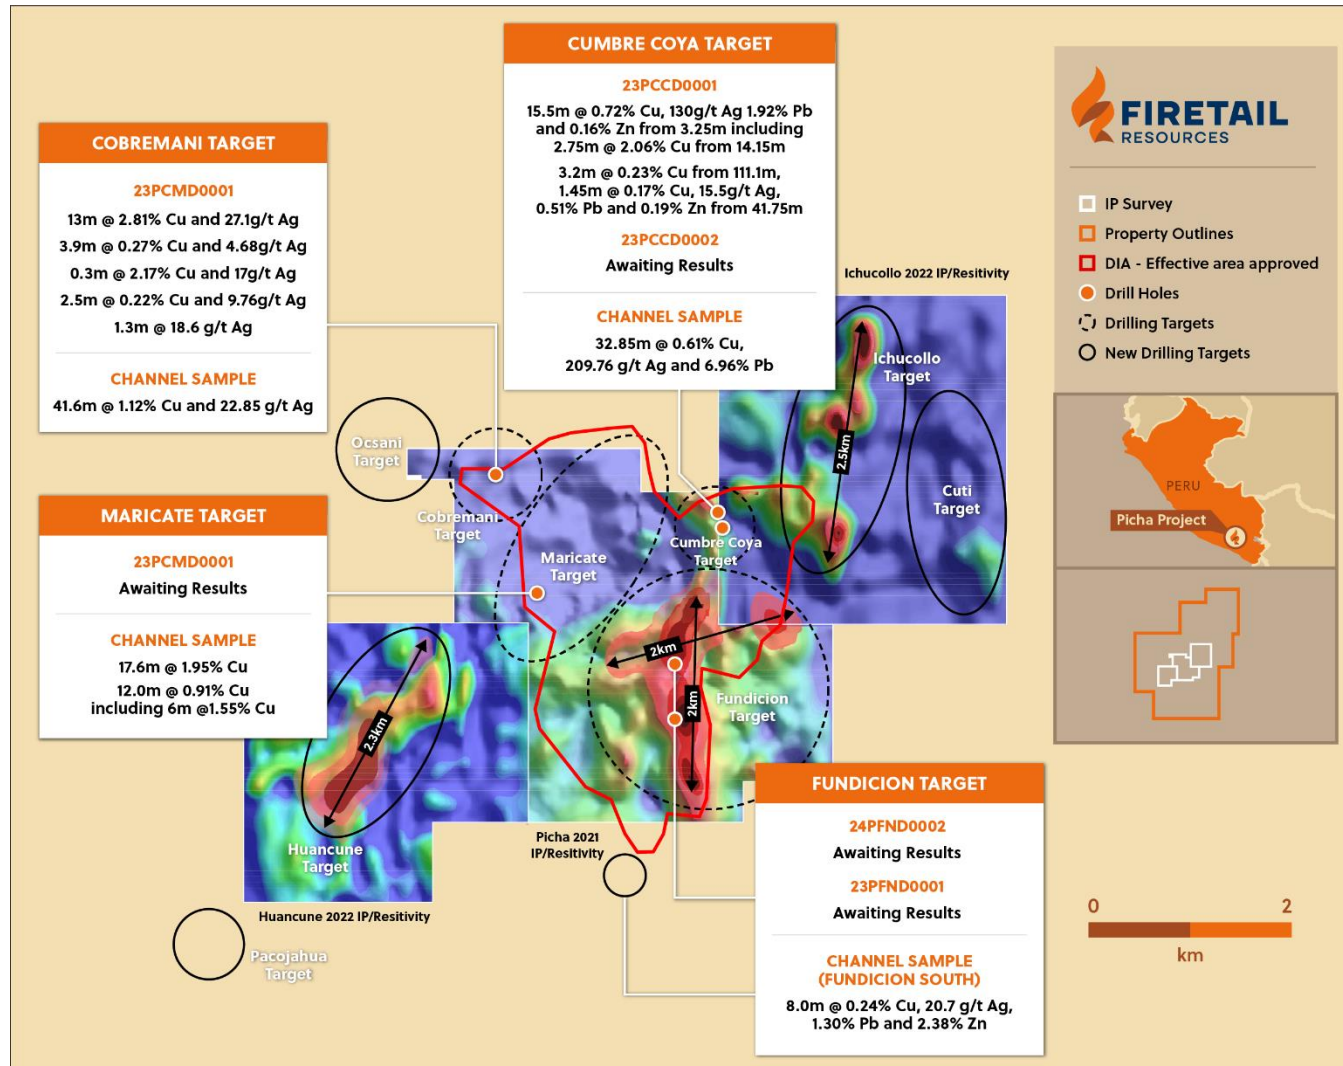 COBREMANI TARGET
23PCMD0001
13m @ 2.81% Cu and 27.1g/t Ag
3.9m @ 0.27% Cu and 4.68g/t Ag
0.3m @ 2.17% Cu and 17g/t Ag
2.5m @ 0.22% Cu and 9.76g/t Ag
1.3m @ 18.6 g/t Ag
CHANNEL SAMPLE
41.6m @ 1.12% Cu and 22.85 g/t Ag
CUMBRE COYA TARGET
23PCCD0001
15.5m @ 0.72% Cu, 130g/t Ag 1.92% Pb
and 0.16% Zn from 3.25m including
2.75m @ 2.06% Cu from 14.15m
3.2m @ 0.23% Cu from 111.1m,
1.45m @ 0.17% Cu, 15.5g/t Ag,
0.51% Pb and 0.19% Zn from 41.75m
23PCCD0002
Awaiting Results
CHANNEL SAMPLE
32.85m @ 0.61% Cu,
209.76 g/t Ag and 6.96% Pb
FIRETAIL
RESOURCES
IP Survey
Property Outlines
DIA - Effective area approved
Drill Holes
Drilling Targets
New Drilling Targets
PERU
Picha Project
Ichucollo 2022 IP/Resitivity
Ichucollo
Target
2.5km
Cuti
Target
Ocsani
Target
Cobremani
Target
Maricate
Target
Cumbre Coya
Target
MARICATE TARGET
23PCMD0001
Awaiting Results
CHANNEL SAMPLE
17.6m @ 1.95% Cu
12.0m @ 0.91% Cu
including 6m @1.55% Cu
2km
2km
Fundicion
Target
2.3km
Huancune
Target
Picha 2021
IP/Resitivity
Huancune 2022 IP/Resitivity
Pacojahua
Target
FUNDICION TARGET
24PFND0002
Awaiting Results
23PFND0001
Awaiting Results
CHANNEL SAMPLE
(FUNDICION SOUTH)
8.0m @ 0.24% Cu, 20.7 g/t Ag,
1.30% Pb and 2.38% Zn
0 2
km